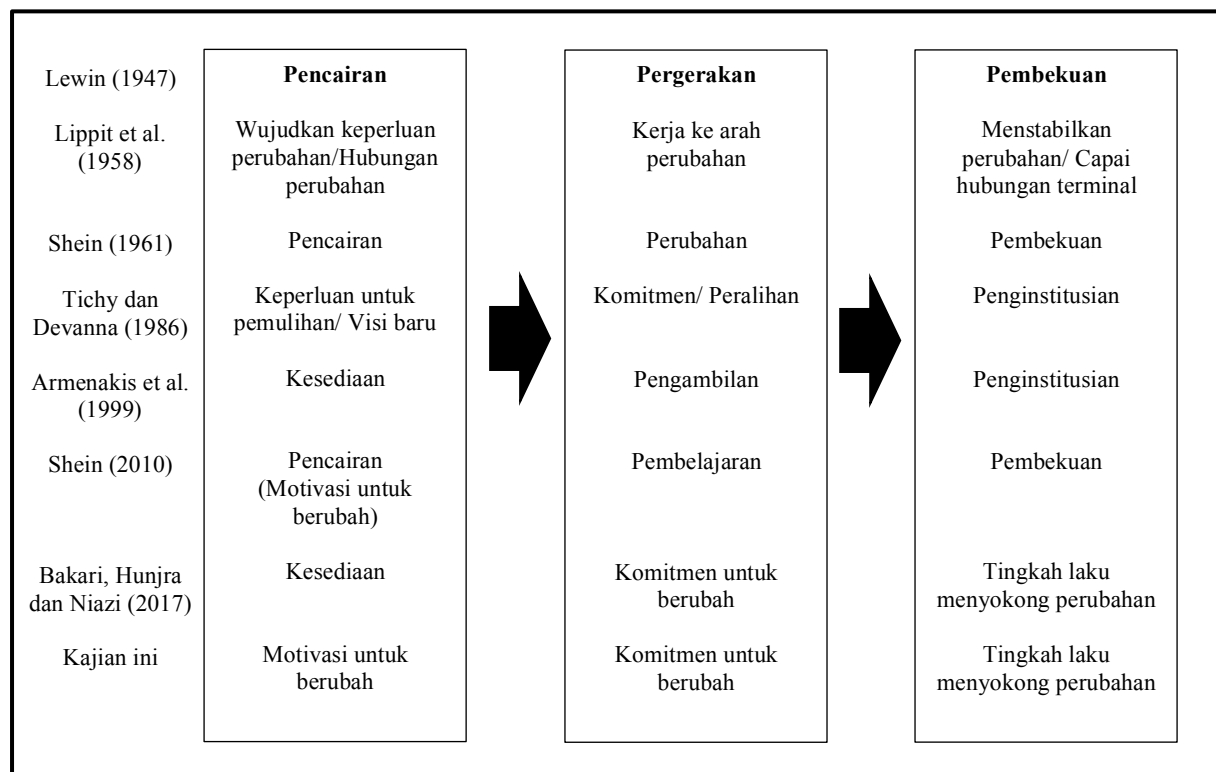 Lewin (1947)
Pencairan
Pergerakan
Pembekuan
Lippit et al.
(1958)
Wujudkan keperluan
perubahan/Hubungan
perubahan
Kerja ke arah
perubahan
Menstabilkan
perubahan/ Capai
hubungan terminal
Shein (1961)
Pencairan
Perubahan
Pembekuan
Tichy dan
Devanna (1986)
Keperluan untuk
pemulihan/ Visi baru
Komitmen/ Peralihan
Penginstitusian
Armenakis et al.
(1999)
Kesediaan
Pengambilan
Penginstitusian
Shein (2010)
Pencairan
(Motivasi untuk
berubah)
Pembelajaran
Pembekuan
Bakari, Hunjra
dan Niazi (2017)
Kesediaan
Komitmen untuk
berubah
Tingkah laku
menyokong perubahan
Kajian ini
Motivasi untuk
berubah
Komitmen untuk
berubah
Tingkah laku
menyokong perubahan